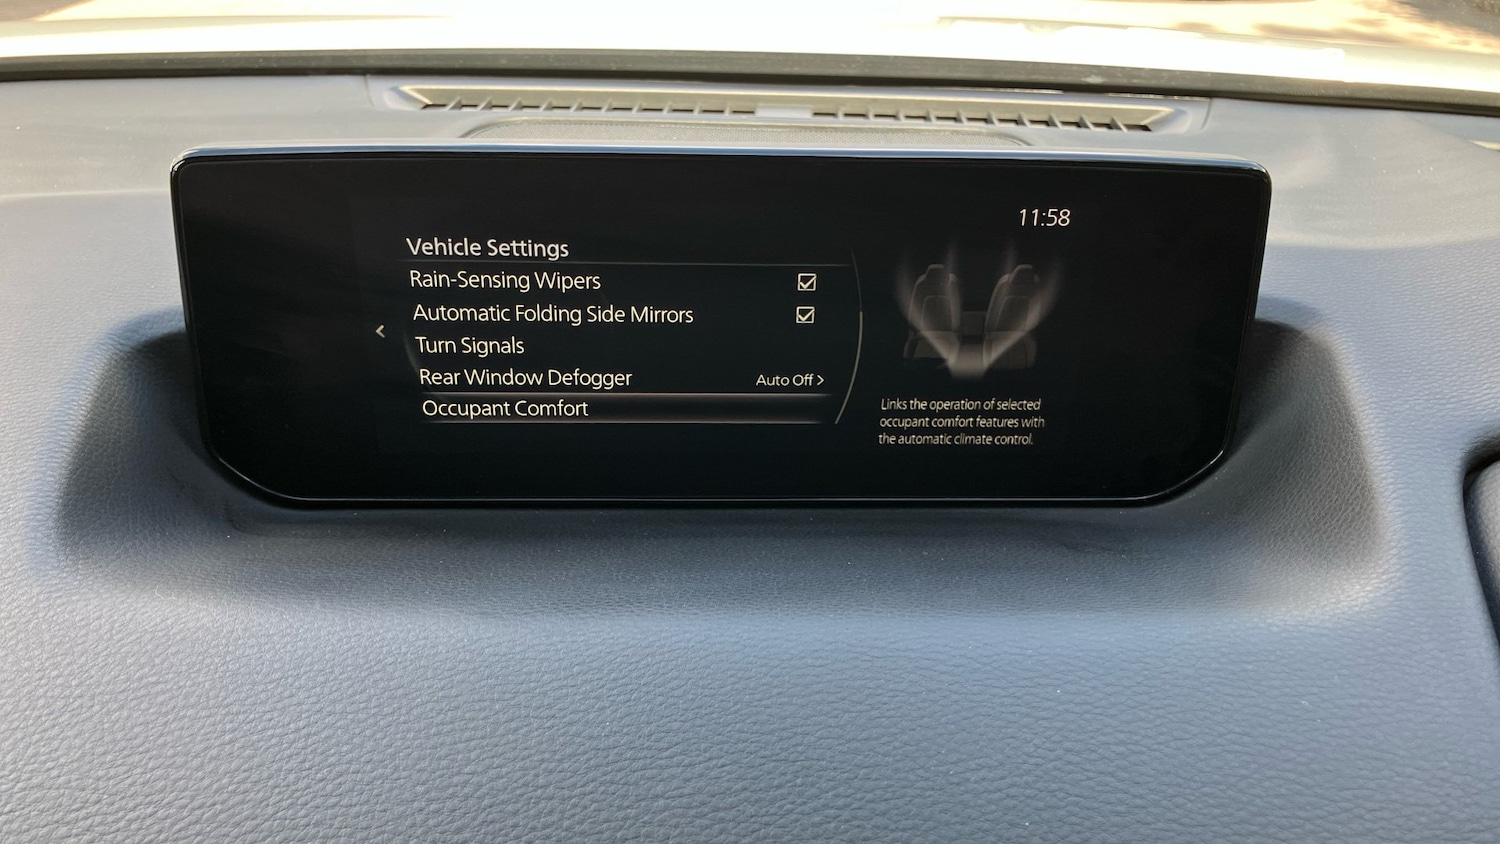 11:58
Vehicle Settings
Rain-Sensing Wipers
Automatic Folding Side Mirrors
Turn Signals
Rear Window Defogger Auto Off >
Occupant Comfort
Links the operation of selected
occupant comfort features with
the automatic climate control.